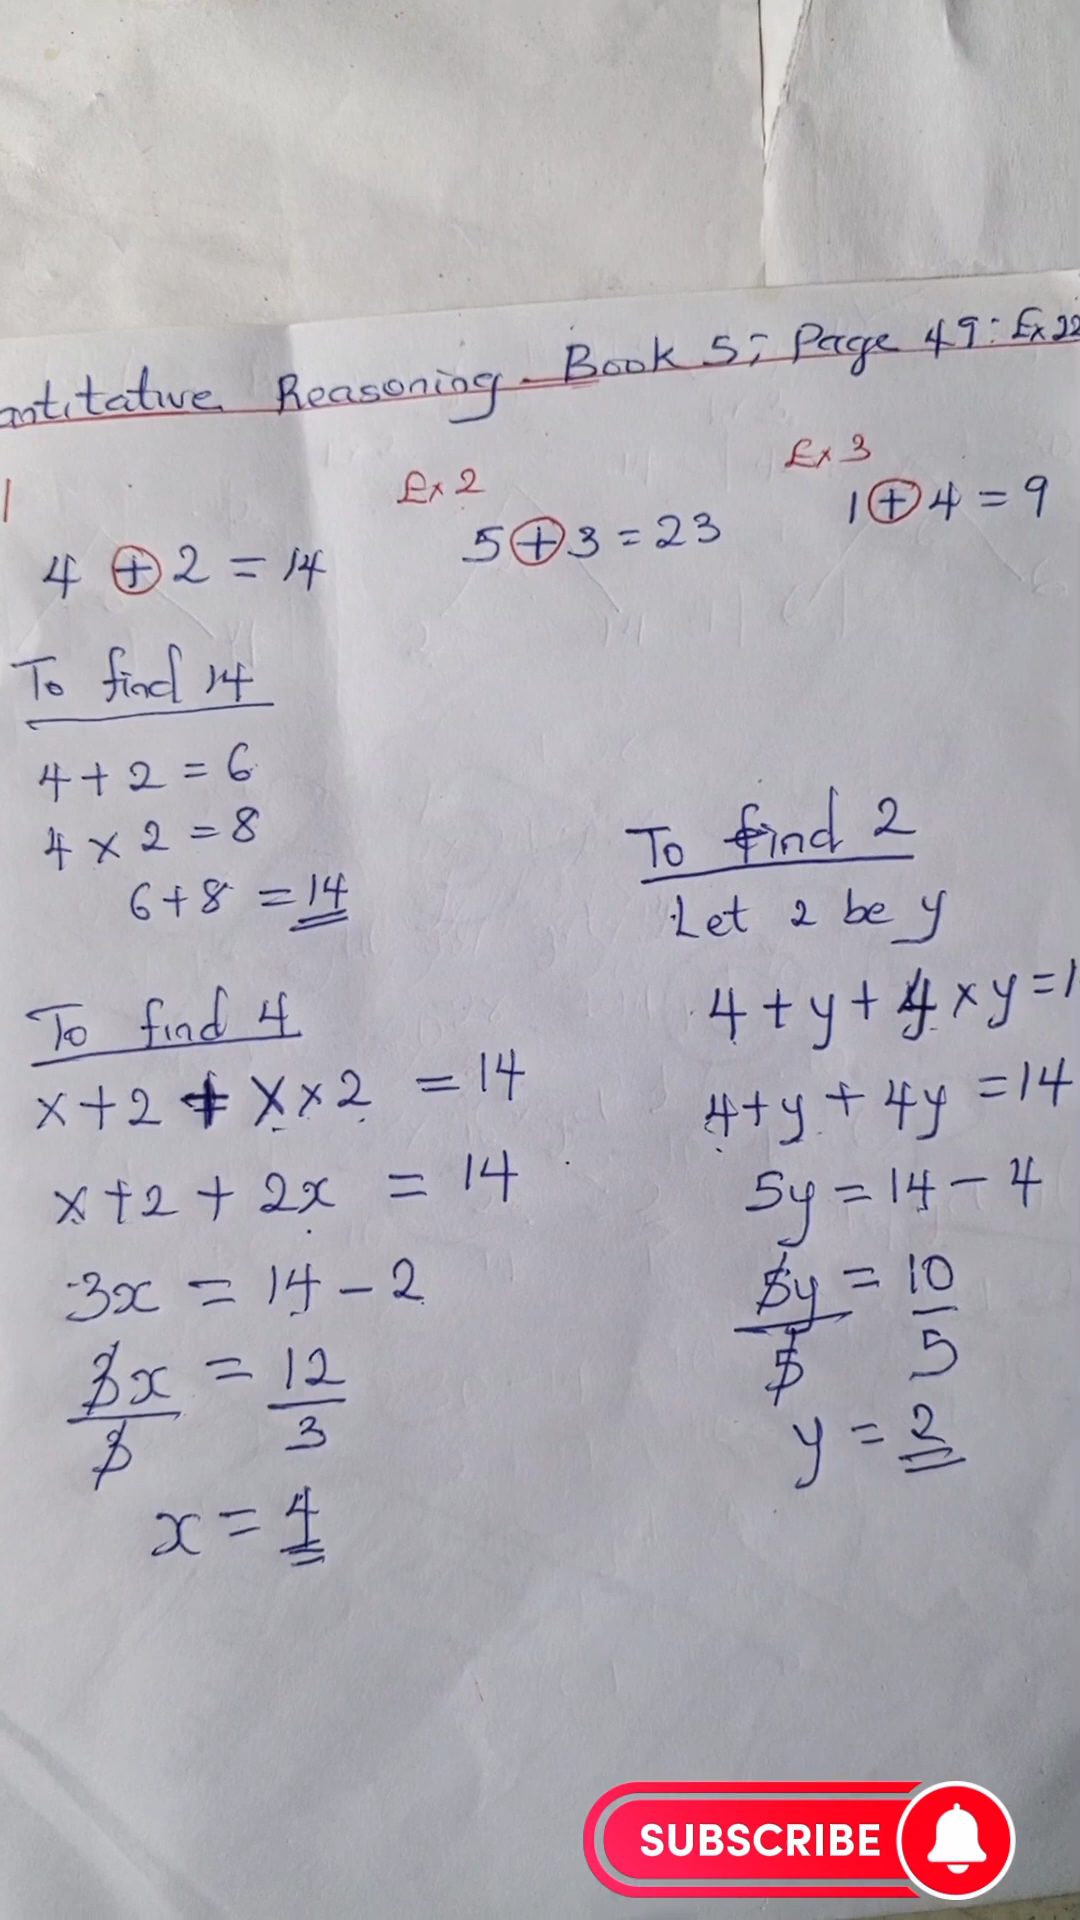 antitative Reasoning - Book 5; Page 49: Ex 22
1
4 ⊕ 2 = 14
Ex 2
5 ⊕ 3 = 23
Ex 3
1 ⊕ 4 = 9
To find 14
4 + 2 = 6
4 × 2 = 8
6 + 8 = 14
To find 4
x + 2 + x × 2 = 14
x + 2 + 2x = 14
3x = 14 - 2
3x/3 = 12/3
x = 4
To find 2
Let 2 be y
4 + y + 4 × y = 1
4 + y + 4y = 14
5y = 14 - 4
5y/5 = 10/5
y = 2
SUBSCRIBE